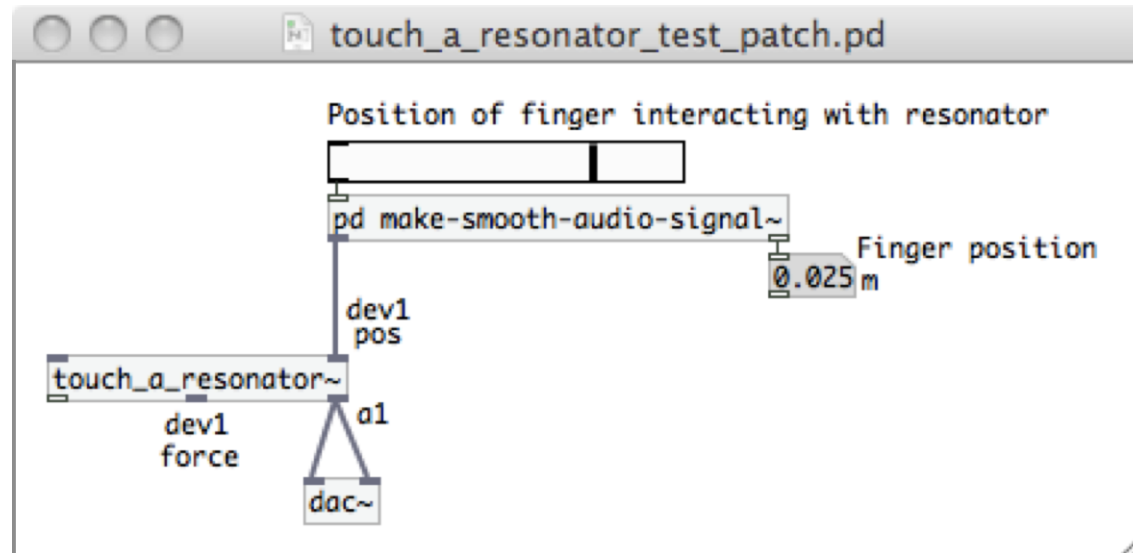 touch_a_resonator_test_patch.pd
Position of finger interacting with resonator
pd make-smooth-audio-signal~
Finger position
0.025 m
dev1
pos
touch_a_resonator~
dev1
force
a1
dac~